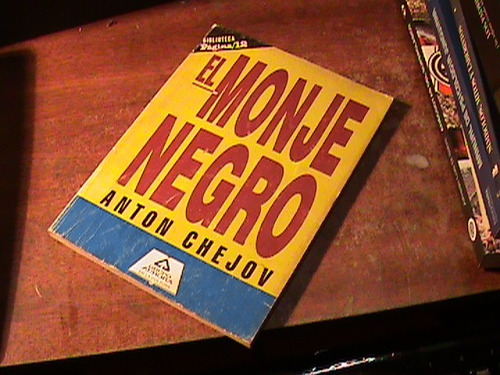 BIBLIOTECA
Página/12
EL
MONJE
NEGRO
ANTON CHEJOV